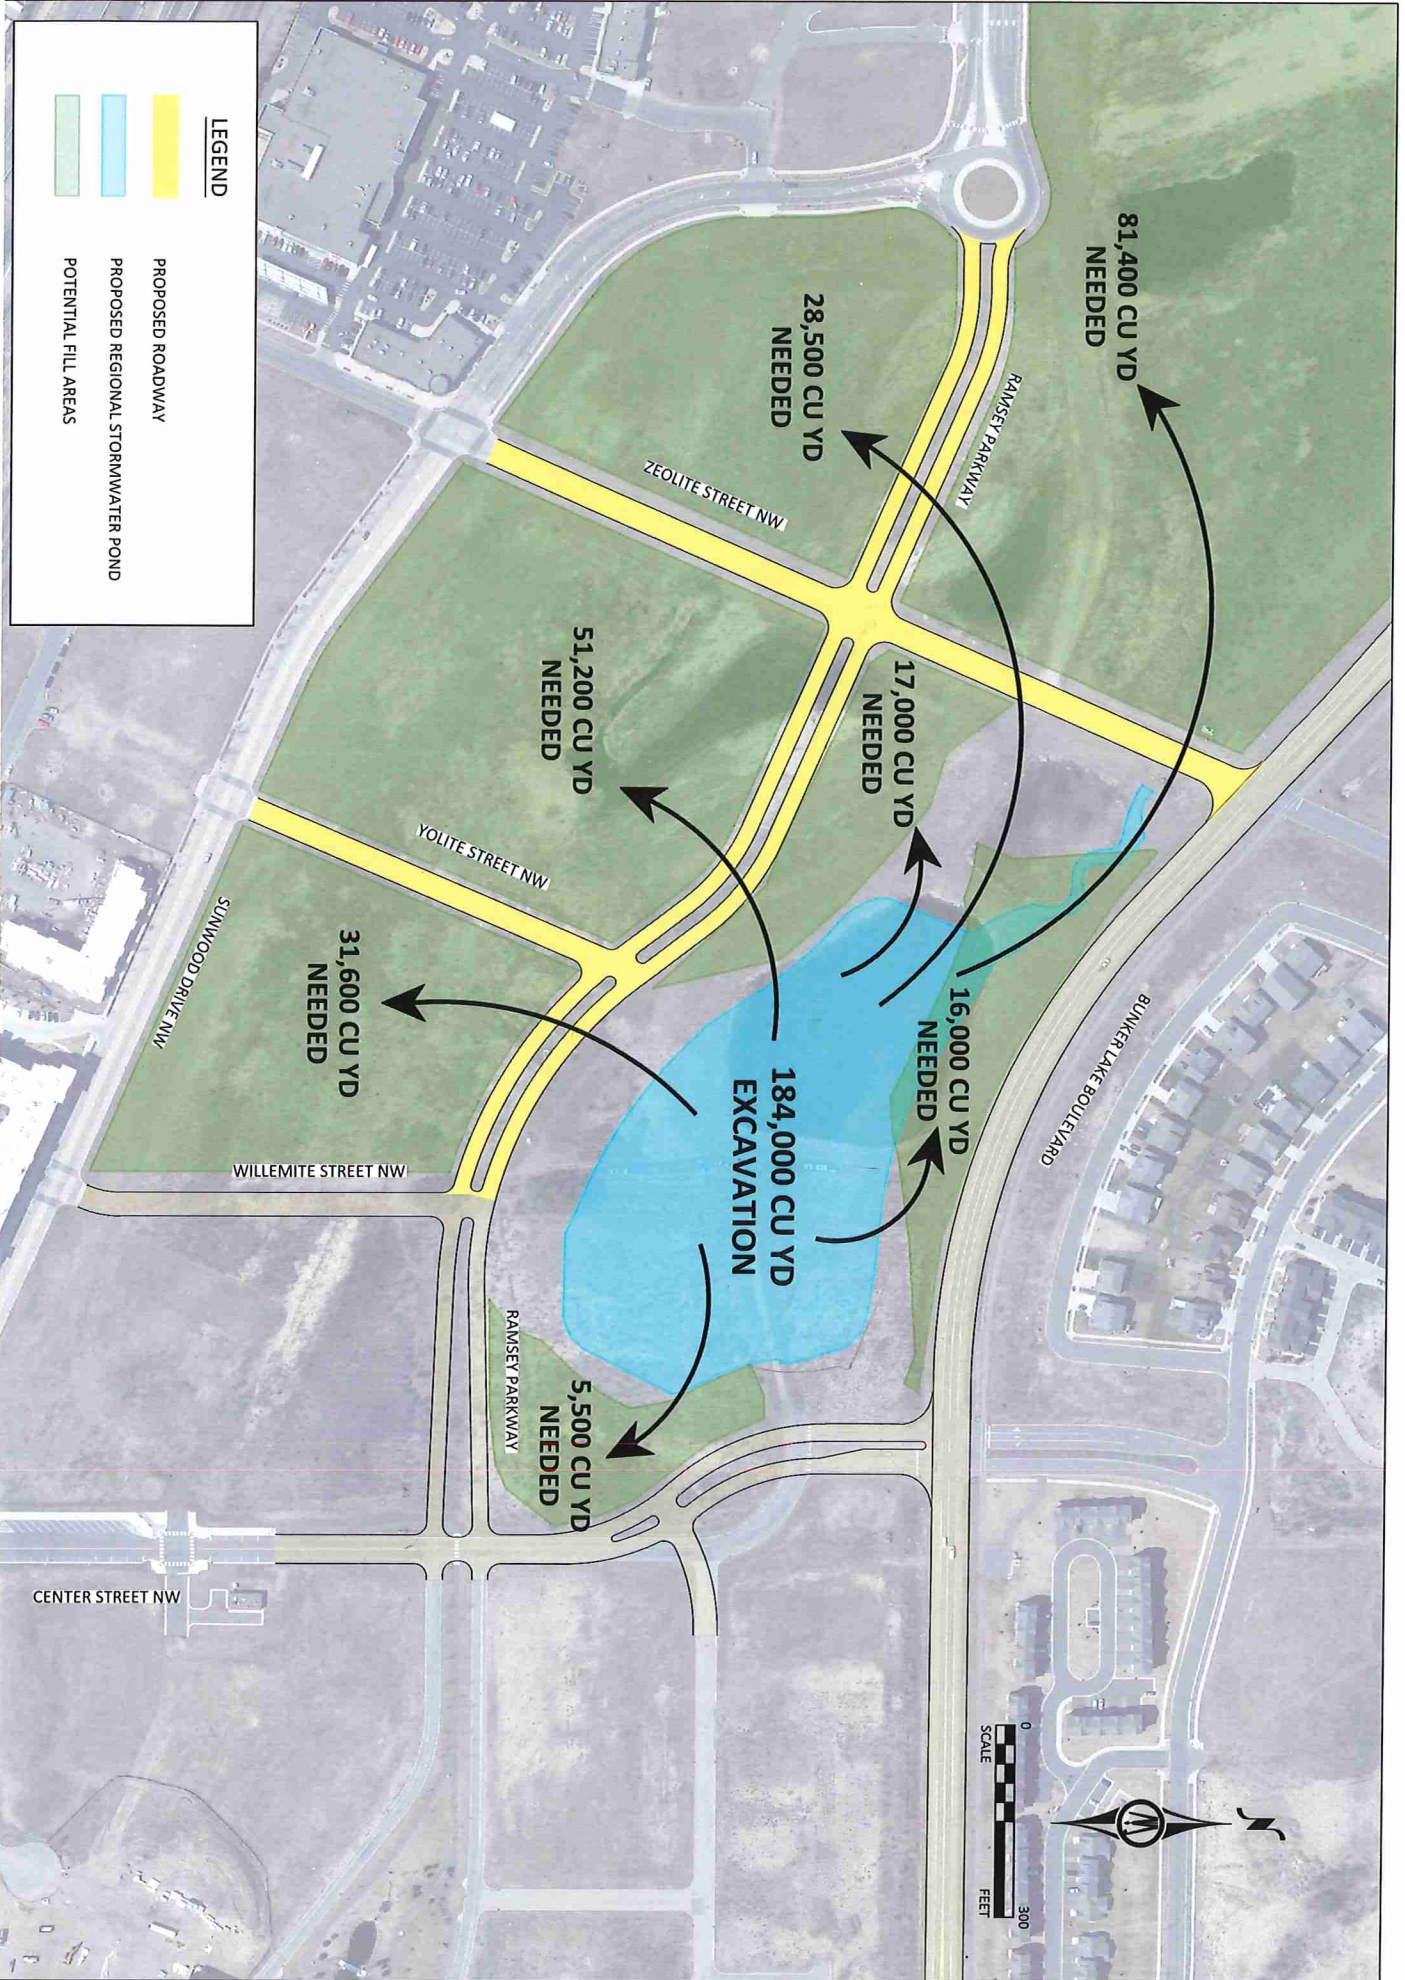 81,400 CU YD
NEEDED
28,500 CU YD
NEEDED
RAMSEY PARKWAY
ZEOLITE STREET NW
17,000 CU YD
NEEDED
51,200 CU YD
NEEDED
YOLITE STREET NW
31,600 CU YD
NEEDED
SUNWOOD DRIVE NW
16,000 CU YD
NEEDED
BUNKER LAKE BOULEVARD
184,000 CU YD
EXCAVATION
WILLEMITE STREET NW
RAMSEY PARKWAY
5,500 CU YD
NEEDED
CENTER STREET NW
N
0
300
SCALE
FEET
LEGEND
PROPOSED ROADWAY
PROPOSED REGIONAL STORMWATER POND
POTENTIAL FILL AREAS